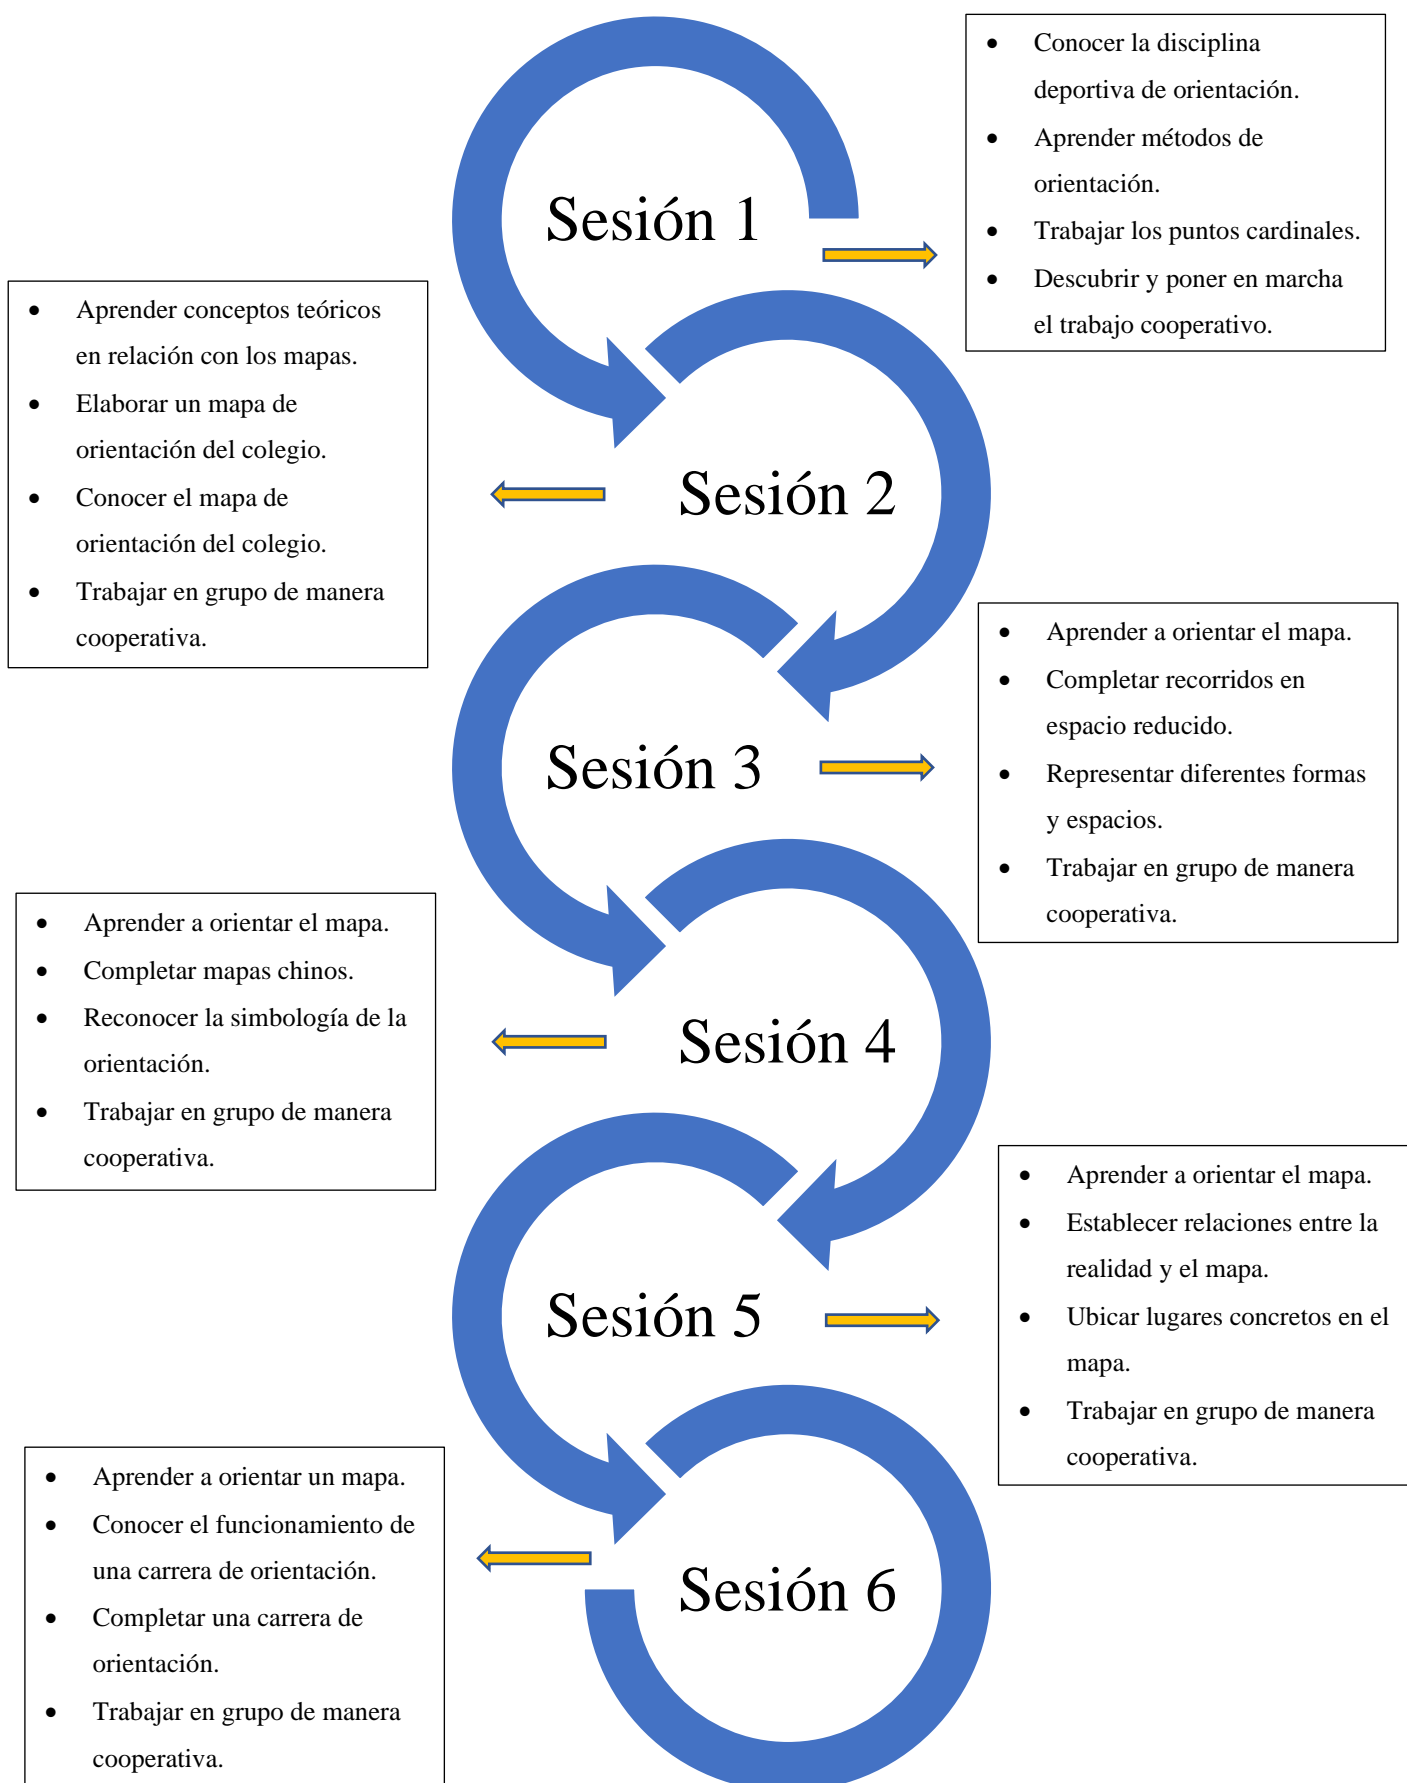 Sesión 1
• Conocer la disciplina
deportiva de orientación.
• Aprender métodos de
orientación.
• Trabajar los puntos cardinales.
• Descubrir y poner en marcha
el trabajo cooperativo.
Sesión 2
• Aprender conceptos teóricos
en relación con los mapas.
• Elaborar un mapa de
orientación del colegio.
• Conocer el mapa de
orientación del colegio.
• Trabajar en grupo de manera
cooperativa.
Sesión 3
• Aprender a orientar el mapa.
• Completar recorridos en
espacio reducido.
• Representar diferentes formas
y espacios.
• Trabajar en grupo de manera
cooperativa.
Sesión 4
• Aprender a orientar el mapa.
• Completar mapas chinos.
• Reconocer la simbología de la
orientación.
• Trabajar en grupo de manera
cooperativa.
Sesión 5
• Aprender a orientar el mapa.
• Establecer relaciones entre la
realidad y el mapa.
• Ubicar lugares concretos en el
mapa.
• Trabajar en grupo de manera
cooperativa.
Sesión 6
• Aprender a orientar un mapa.
• Conocer el funcionamiento de
una carrera de orientación.
• Completar una carrera de
orientación.
• Trabajar en grupo de manera
cooperativa.